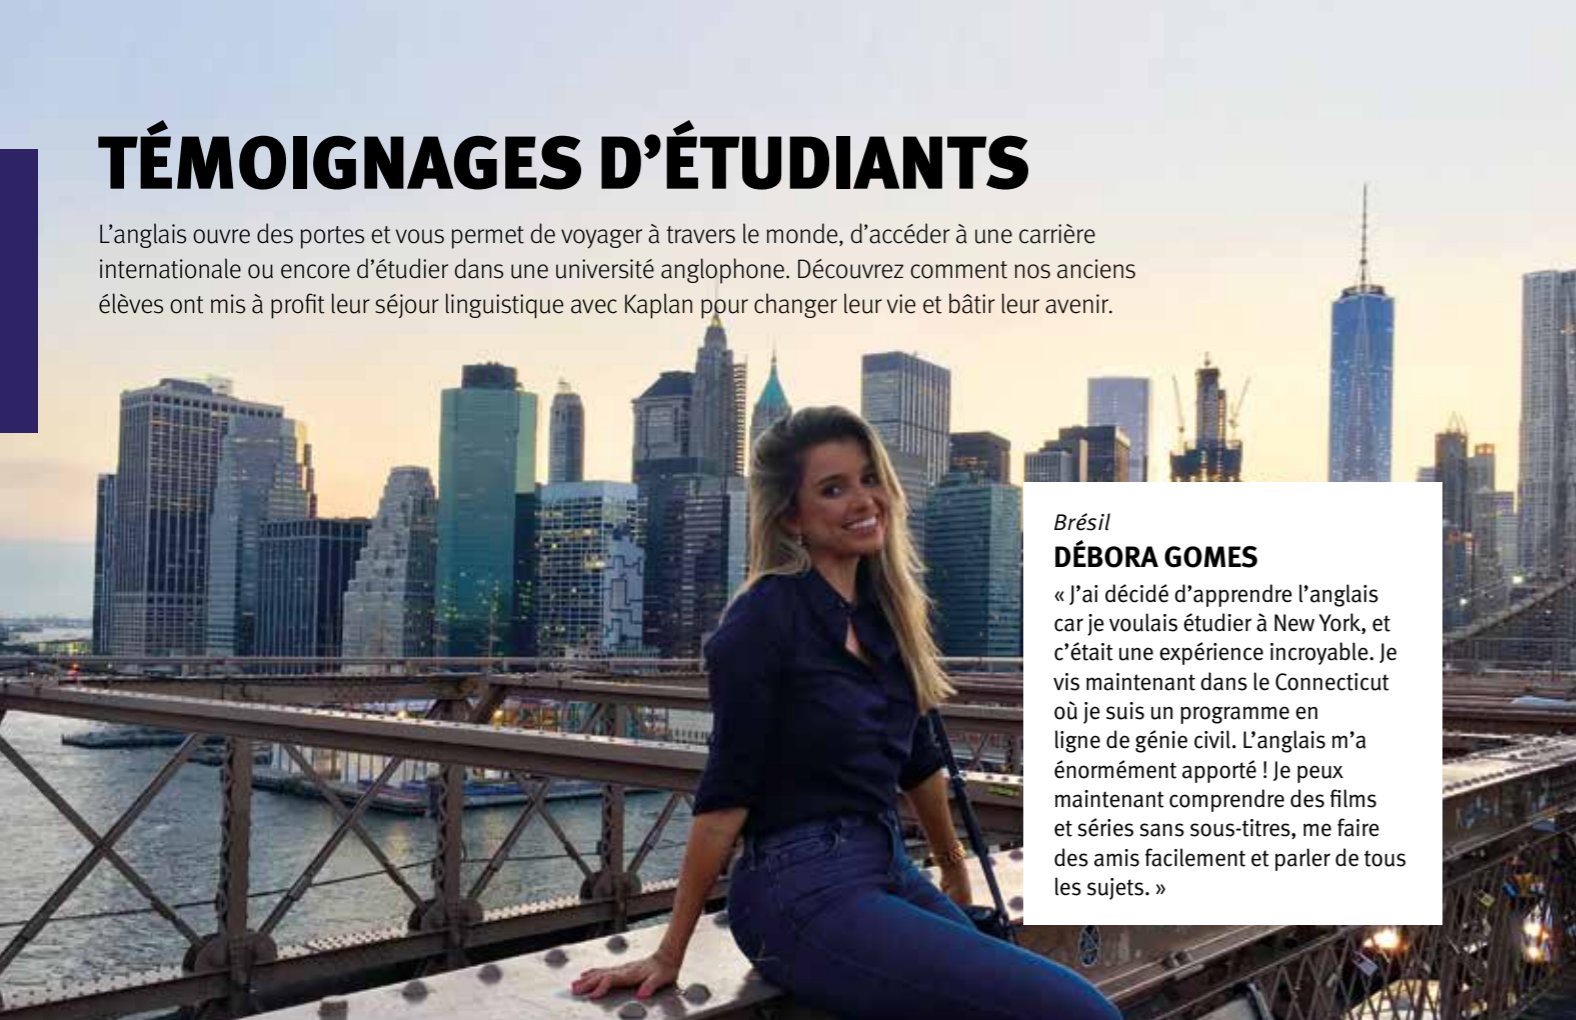 TÉMOIGNAGES D’ÉTUDIANTS
L’anglais ouvre des portes et vous permet de voyager à travers le monde, d’accéder à une carrière
internationale ou encore d’étudier dans une université anglophone. Découvrez comment nos anciens
élèves ont mis à profit leur séjour linguistique avec Kaplan pour changer leur vie et bâtir leur avenir.
Brésil
DÉBORA GOMES
« J’ai décidé d’apprendre l’anglais
car je voulais étudier à New York, et
c’était une expérience incroyable. Je
vis maintenant dans le Connecticut
où je suis un programme en
ligne de génie civil. L’anglais m’a
énormément apporté ! Je peux
maintenant comprendre des films
et séries sans sous-titres, me faire
des amis facilement et parler de tous
les sujets. »